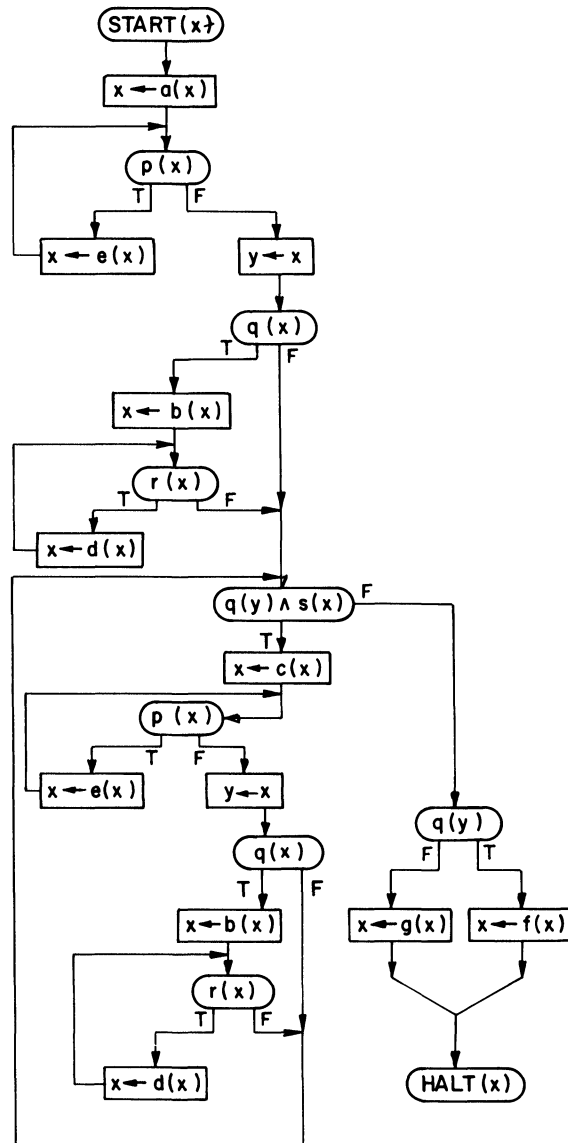 START(x)
x ← a(x)
p(x)
T F
x ← e(x) y ← x
q(x)
T F
x ← b(x)
r(x)
T F
x ← d(x)
q(y) ∧ s(x) F
T
x ← c(x)
p (x)
T F
x ← e(x) y ← x
q(y)
F T
q(x)
T F
x ← b(x) x ← g(x) x ← f(x)
r(x)
T F
x ← d(x) HALT(x)